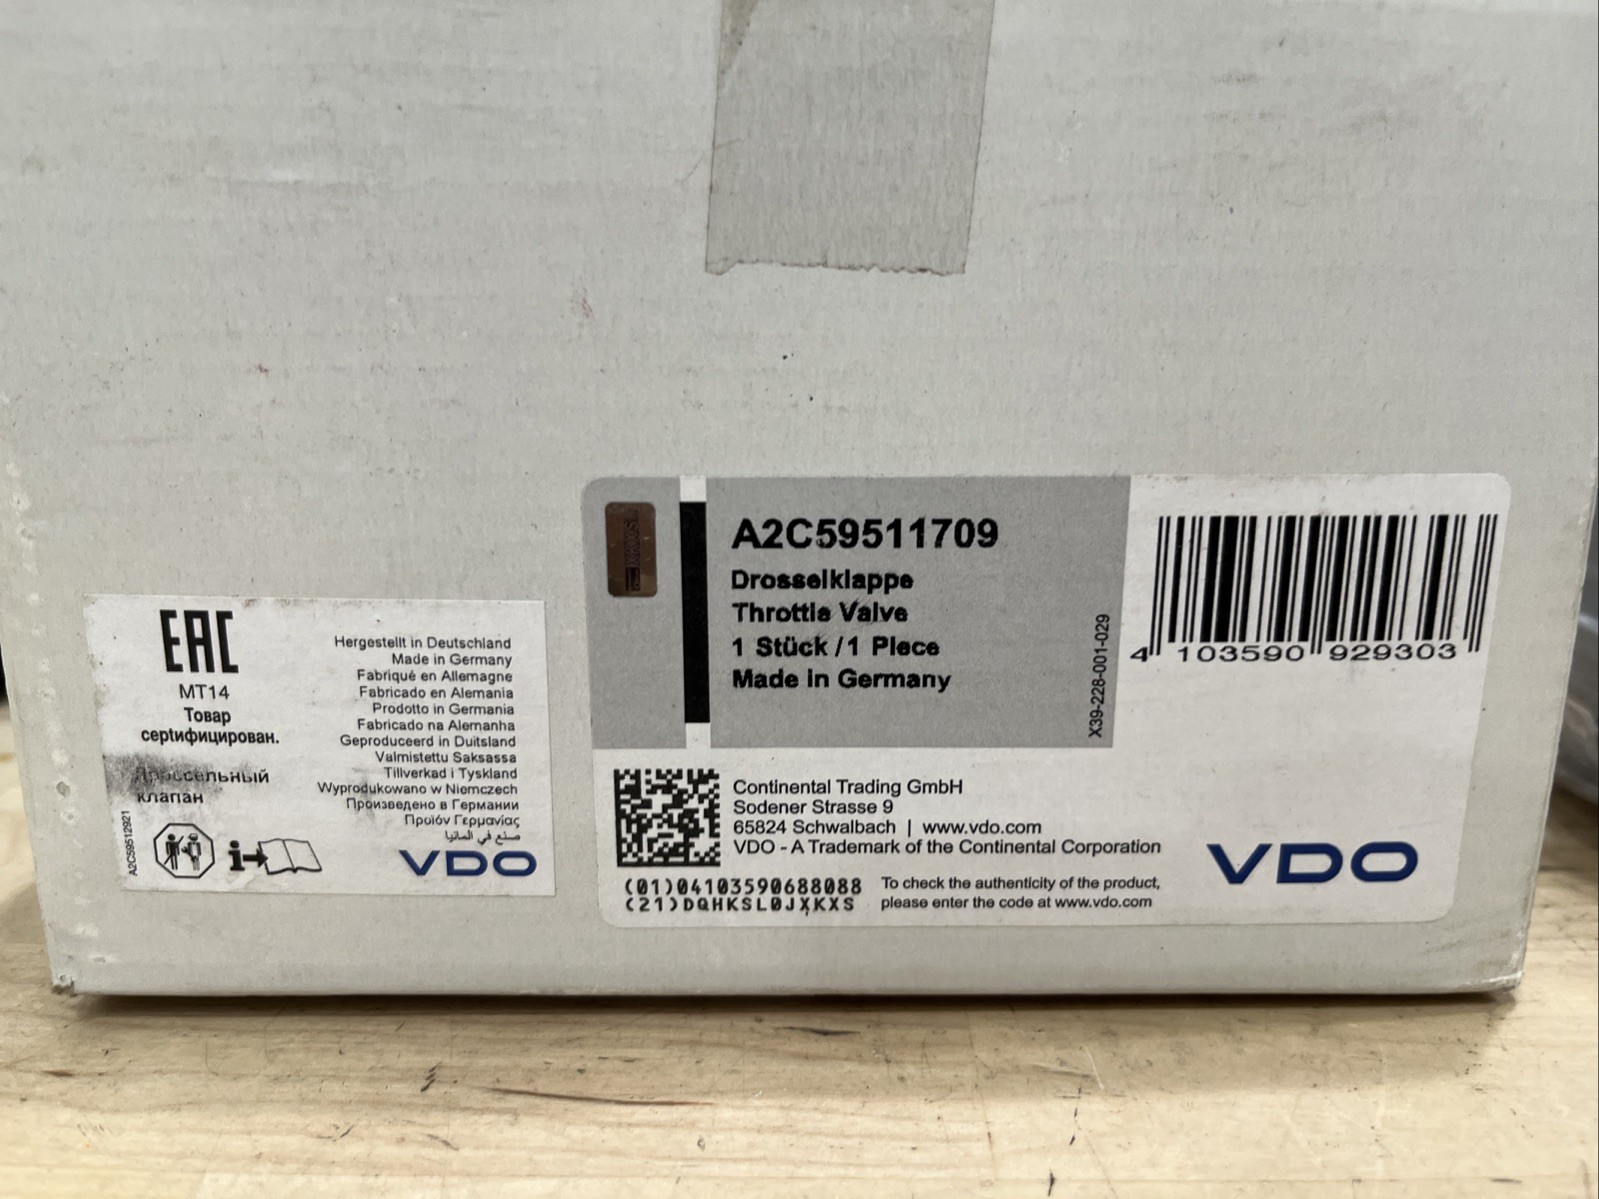 EAC
MT14
Товар
сертифицирован.
Дроссельный
клапан
A2C59512921
Hergestellt in Deutschland
Made in Germany
Fabriqué en Allemagne
Fabricado en Alemania
Prodotto in Germania
Fabricado na Alemanha
Geproduceerd in Duitsland
Valmistettu Saksassa
Tillverkad i Tyskland
Wyprodukowano w Niemczech
Произведено в Германии
Προϊόν Γερμανίας
صنع في المانيا
VDO
A2C59511709
Drosselklappe
Throttle Valve
1 Stück / 1 Piece
Made in Germany
X39-228-001-029
4 103590 929303
Continental Trading GmbH
Sodener Strasse 9
65824 Schwalbach | www.vdo.com
VDO - A Trademark of the Continental Corporation
(01)04103590688088
(21)DQHKSL0JXKXS
To check the authenticity of the product,
please enter the code at www.vdo.com
VDO